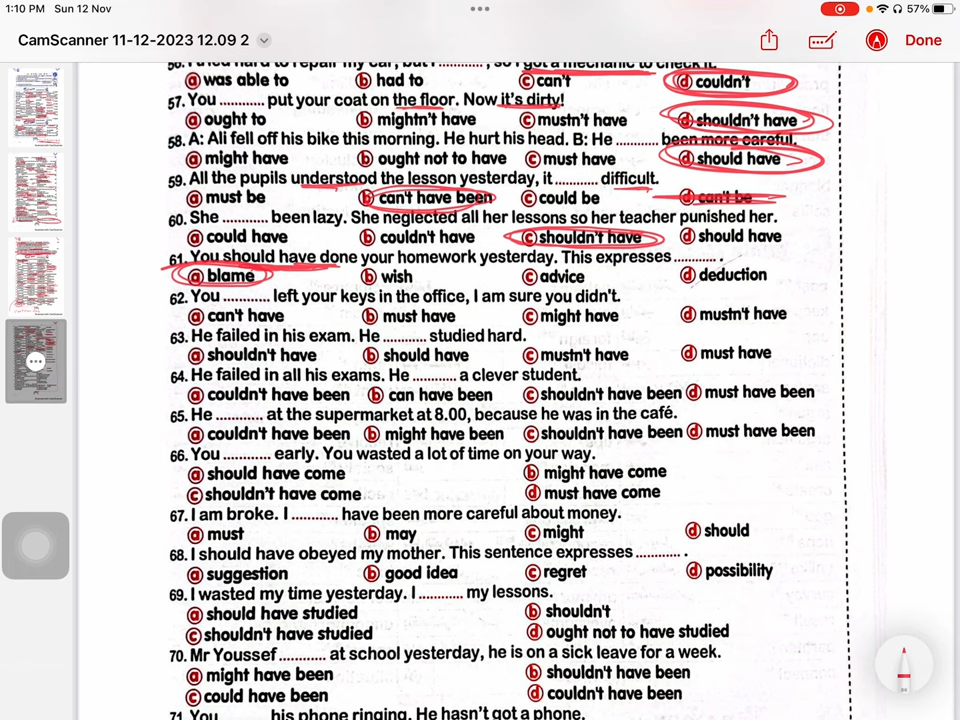 1:10 PM Sun 12 Nov 57%
CamScanner 11-12-2023 12.09 2 Done
56. I tried hard to repair my car, but I ..........., so I got a mechanic to check it.
a was able to b had to c can't d couldn't
57. You ........... put your coat on the floor. Now it's dirty!
a ought to b mightn't have c mustn't have d shouldn't have
58. A: Ali fell off his bike this morning. He hurt his head. B: He ........... been more careful.
a might have b ought not to have c must have d should have
59. All the pupils understood the lesson yesterday, it ........... difficult.
a must be b can't have been c could be d can't be
60. She ........... been lazy. She neglected all her lessons so her teacher punished her.
a could have b couldn't have c shouldn't have d should have
61. You should have done your homework yesterday. This expresses ........... .
a blame b wish c advice d deduction
62. You ........... left your keys in the office, I am sure you didn't.
a can't have b must have c might have d mustn't have
63. He failed in his exam. He ........... studied hard.
a shouldn't have b should have c mustn't have d must have
64. He failed in all his exams. He ........... a clever student.
a couldn't have been b can have been c shouldn't have been d must have been
65. He ........... at the supermarket at 8.00, because he was in the café.
a couldn't have been b might have been c shouldn't have been d must have been
66. You ........... early. You wasted a lot of time on your way.
a should have come b might have come
c shouldn't have come d must have come
67. I am broke. I ........... have been more careful about money.
a must b may c might d should
68. I should have obeyed my mother. This sentence expresses ........... .
a suggestion b good idea c regret d possibility
69. I wasted my time yesterday. I ........... my lessons.
a should have studied b shouldn't
c shouldn't have studied d ought not to have studied
70. Mr Youssef ........... at school yesterday, he is on a sick leave for a week.
a might have been b shouldn't have been
c could have been d couldn't have been
71. You ........... his phone ringing. He hasn't got a phone.